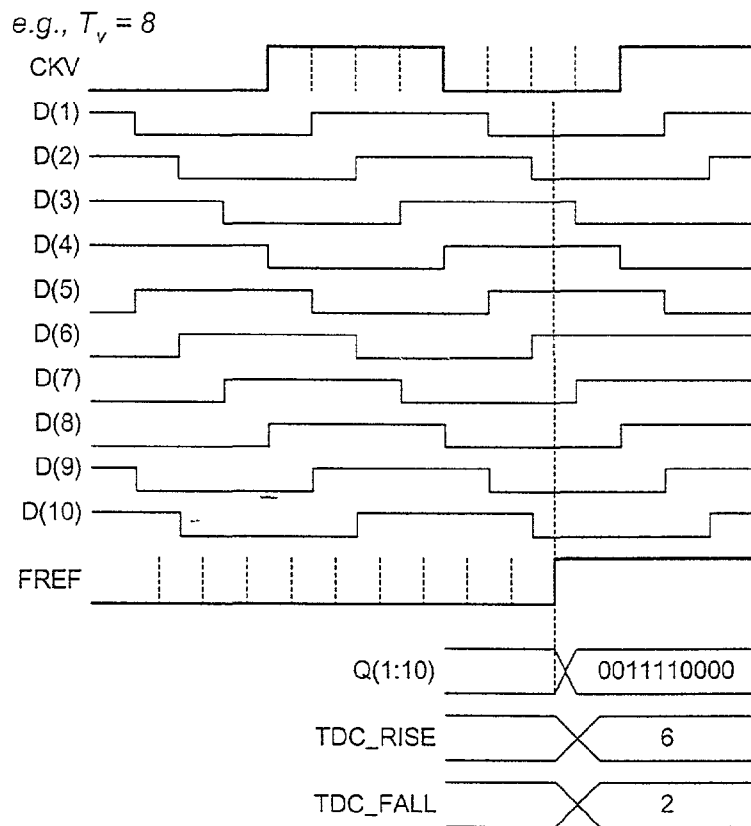 e.g., Tv = 8
CKV
D(1)
D(2)
D(3)
D(4)
D(5)
D(6)
D(7)
D(8)
D(9)
D(10)
FREF
Q(1:10) 0011110000
TDC_RISE 6
TDC_FALL 2